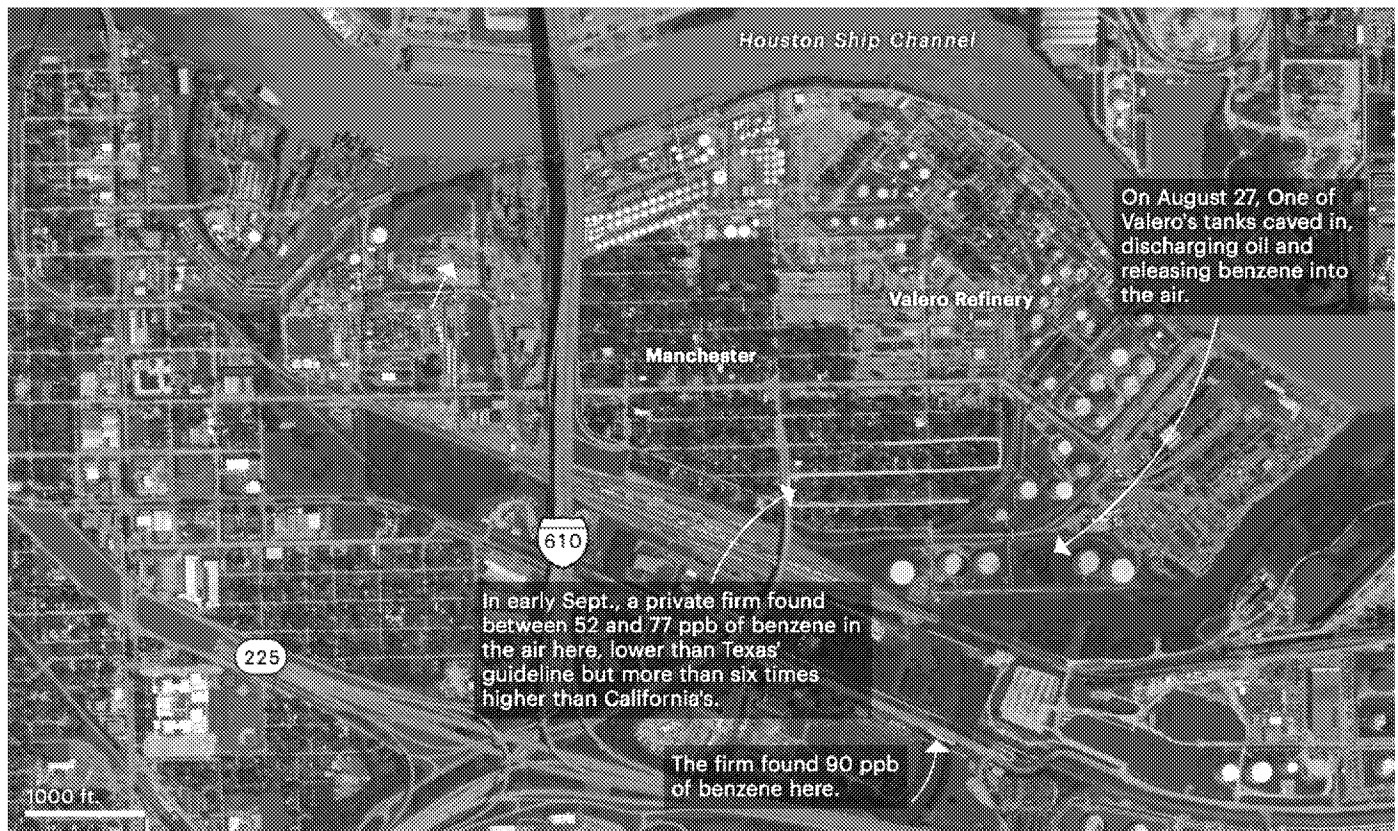 Houston Ship Channel
On August 27, One of
Valero's tanks caved in,
discharging oil and
releasing benzene into
the air.
Valero Refinery
Manchester
610
In early Sept., a private firm found
between 52 and 77 ppb of benzene in
the air here, lower than Texas'
guideline but more than six times
higher than California's.
225
The firm found 90 ppb
of benzene here.
1000 ft.